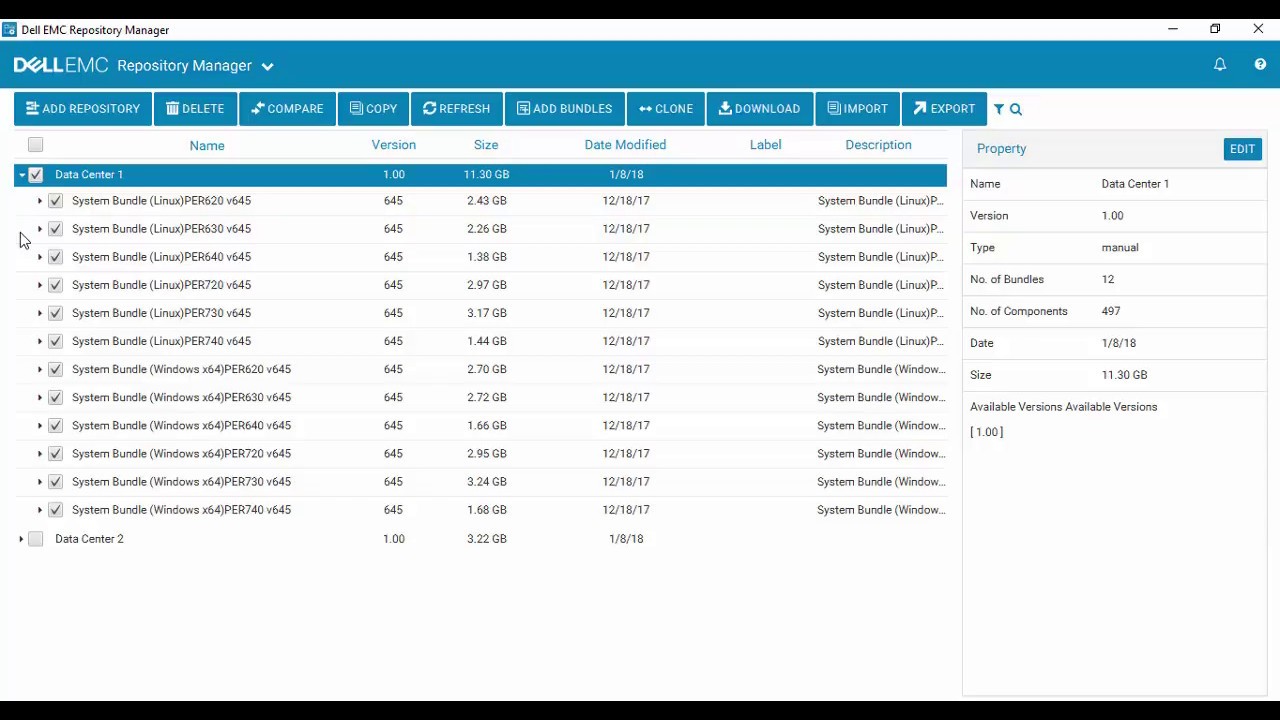 Dell EMC Repository Manager
DELLEMC Repository Manager
ADD REPOSITORY DELETE COMPARE COPY REFRESH ADD BUNDLES CLONE DOWNLOAD IMPORT EXPORT
Name Version Size Date Modified Label Description
Data Center 1 1.00 11.30 GB 1/8/18
System Bundle (Linux)PER620 v645 645 2.43 GB 12/18/17 System Bundle (Linux)P...
System Bundle (Linux)PER630 v645 645 2.26 GB 12/18/17 System Bundle (Linux)P...
System Bundle (Linux)PER640 v645 645 1.38 GB 12/18/17 System Bundle (Linux)P...
System Bundle (Linux)PER720 v645 645 2.97 GB 12/18/17 System Bundle (Linux)P...
System Bundle (Linux)PER730 v645 645 3.17 GB 12/18/17 System Bundle (Linux)P...
System Bundle (Linux)PER740 v645 645 1.44 GB 12/18/17 System Bundle (Linux)P...
System Bundle (Windows x64)PER620 v645 645 2.70 GB 12/18/17 System Bundle (Window...
System Bundle (Windows x64)PER630 v645 645 2.72 GB 12/18/17 System Bundle (Window...
System Bundle (Windows x64)PER640 v645 645 1.66 GB 12/18/17 System Bundle (Window...
System Bundle (Windows x64)PER720 v645 645 2.95 GB 12/18/17 System Bundle (Window...
System Bundle (Windows x64)PER730 v645 645 3.24 GB 12/18/17 System Bundle (Window...
System Bundle (Windows x64)PER740 v645 645 1.68 GB 12/18/17 System Bundle (Window...
Data Center 2 1.00 3.22 GB 1/8/18
Property EDIT
Name Data Center 1
Version 1.00
Type manual
No. of Bundles 12
No. of Components 497
Date 1/8/18
Size 11.30 GB
Available Versions Available Versions
[ 1.00 ]